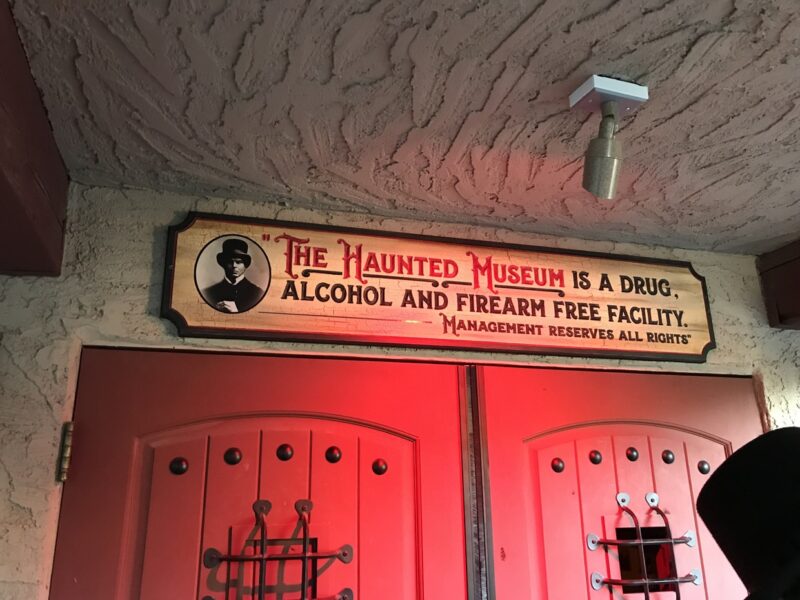 "The Haunted Museum is a drug,
alcohol and firearm free facility.
Management reserves all rights"